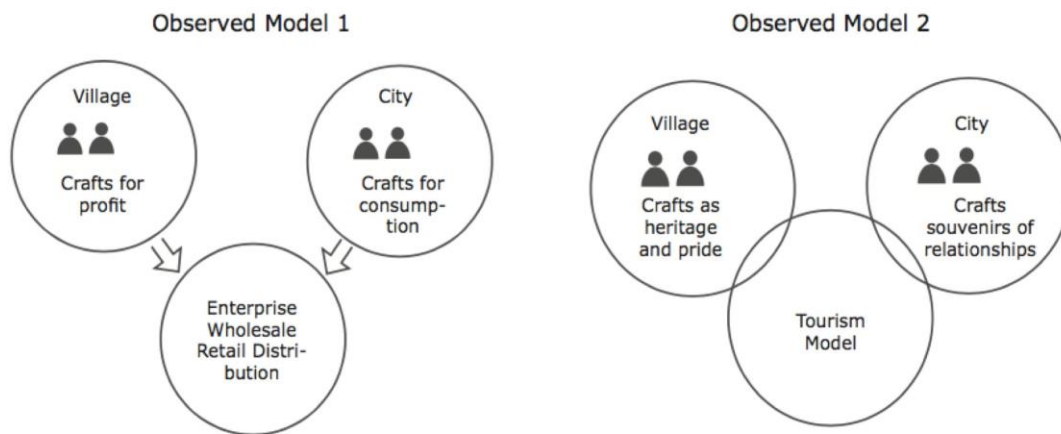 Observed Model 1
Village
Crafts for
profit
City
Crafts for
consump-
tion
Enterprise
Wholesale
Retail Distri-
bution
Observed Model 2
Village
Crafts as
heritage
and pride
City
Crafts
souvenirs of
relationships
Tourism
Model